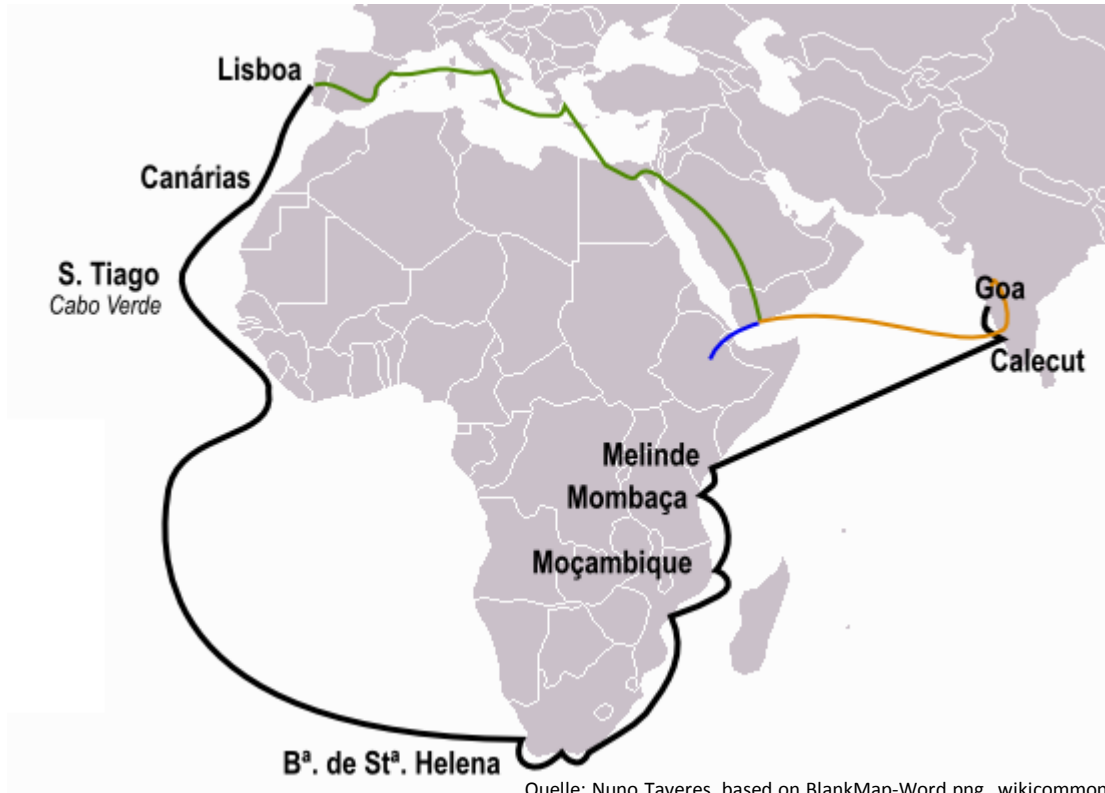 Lisboa
Canárias
S. Tiago
Cabo Verde
Goa
Calecut
Melinde
Mombaça
Moçambique
Bª. de Stª. Helena
Quelle: Nuno Taveres, based on BlankMap-Word.png, wikicommon